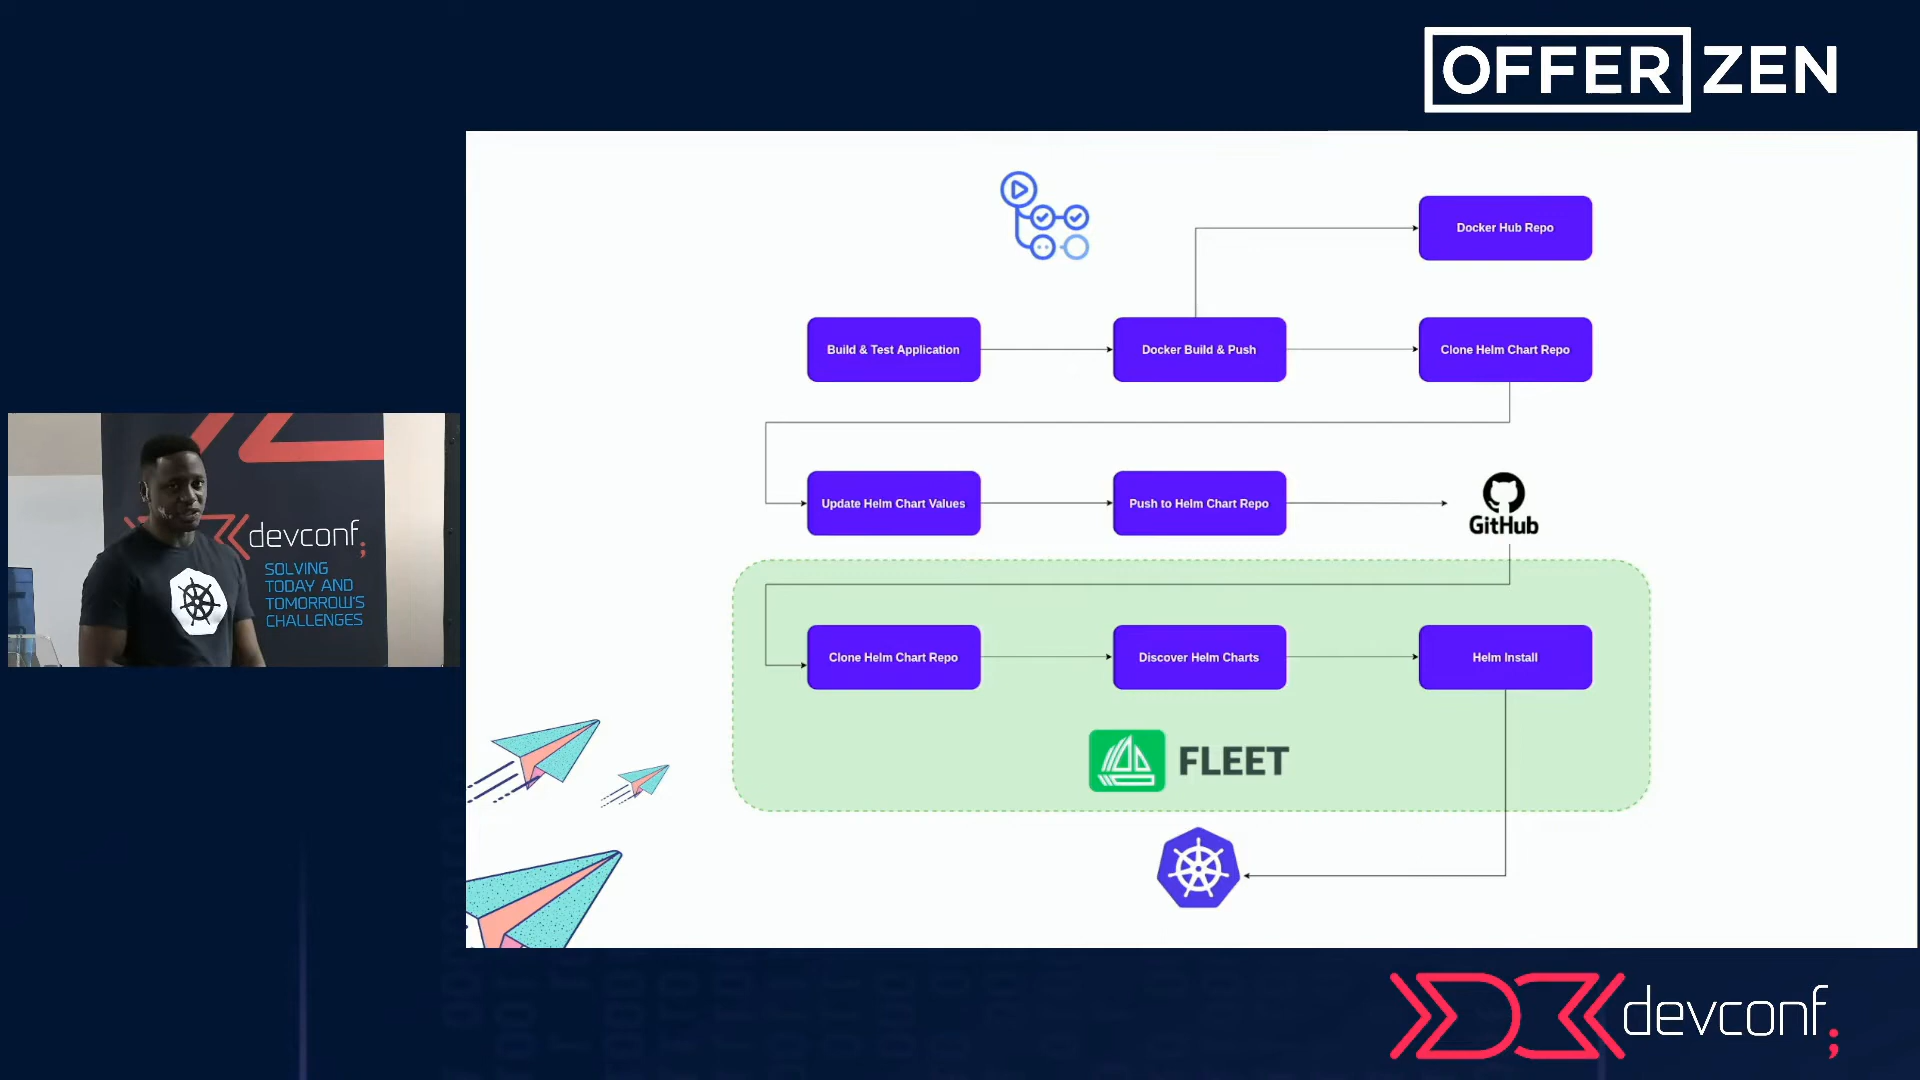 OFFER ZEN
Docker Hub Repo
Build & Test Application
Docker Build & Push
Clone Helm Chart Repo
Update Helm Chart Values
Push to Helm Chart Repo
GitHub
Clone Helm Chart Repo
Discover Helm Charts
Helm Install
FLEET
devconf;
SOLVING
TODAY AND
TOMORROW'S
CHALLENGES
devconf;